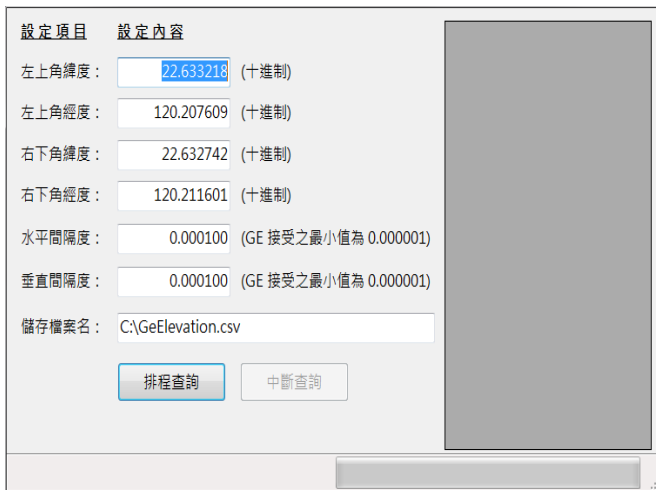 設定項目 設定內容
左上角緯度： 22.633218 (十進制)
左上角經度： 120.207609 (十進制)
右下角緯度： 22.632742 (十進制)
右下角經度： 120.211601 (十進制)
水平間隔度： 0.000100 (GE 接受之最小值為 0.000001)
垂直間隔度： 0.000100 (GE 接受之最小值為 0.000001)
儲存檔案名： C:\GeElevation.csv
排程查詢 中斷查詢